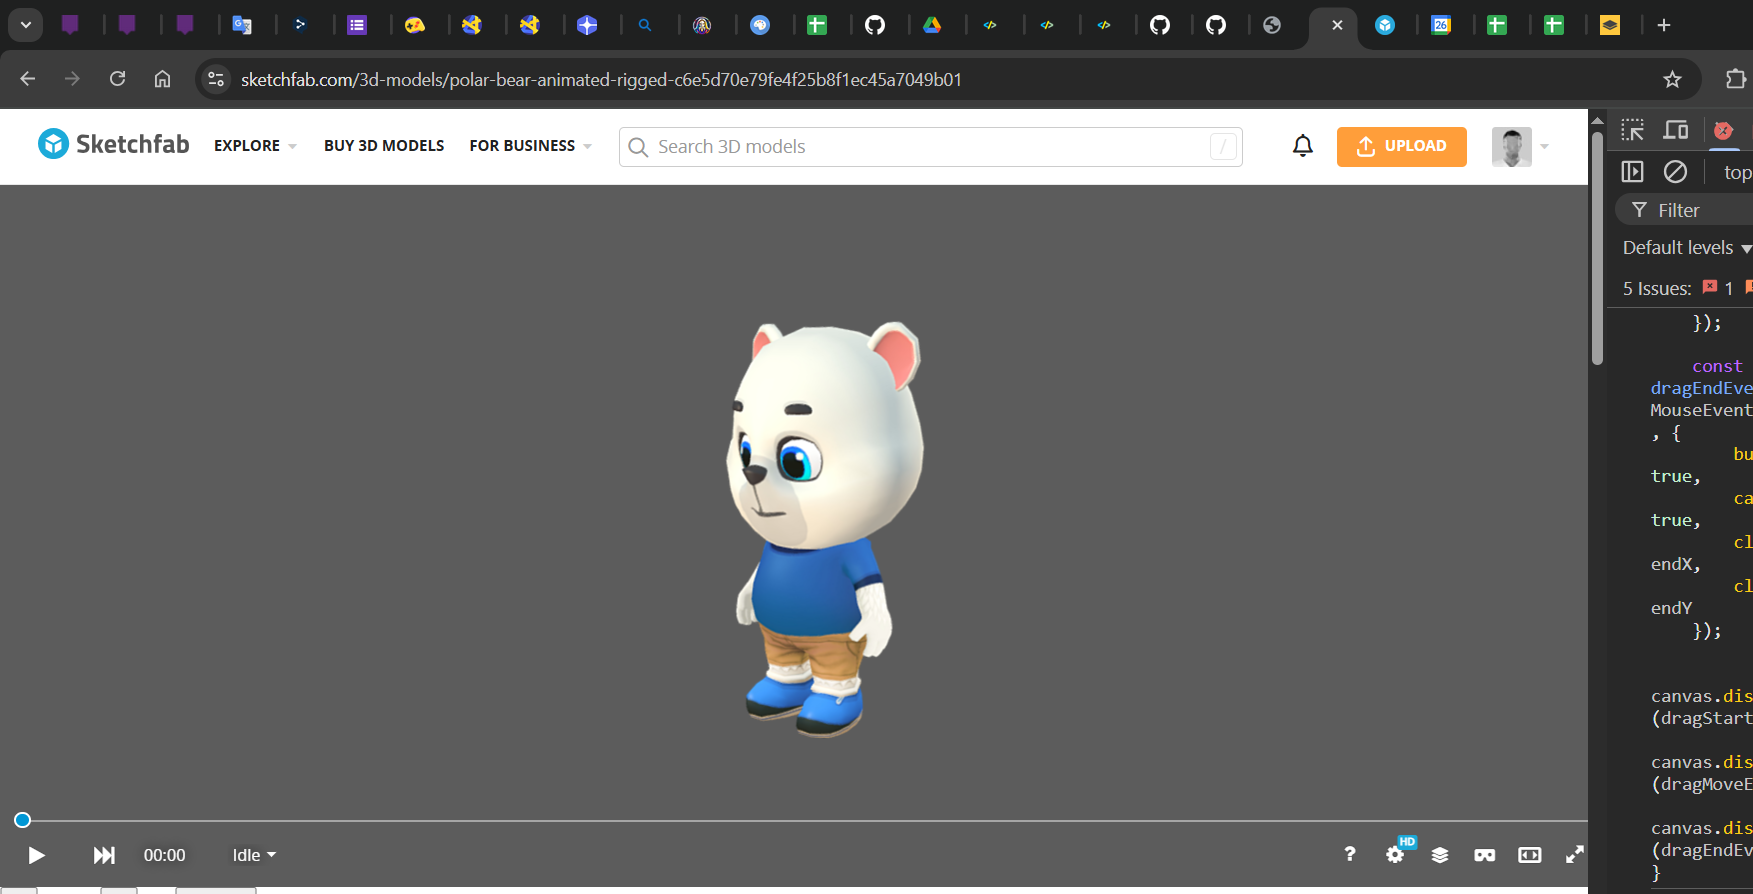 26
sketchfab.com/3d-models/polar-bear-animated-rigged-c6e5d70e79fe4f25b8f1ec45a7049b01
Sketchfab EXPLORE BUY 3D MODELS FOR BUSINESS Search 3D models / UPLOAD
top
Filter
Default levels
5 Issues: 1
});
const
dragEndEve
MouseEvent
, {
bu
true,
ca
true,
cl
endX,
cl
endY
});
canvas.dis
(dragStart
canvas.dis
(dragMoveE
canvas.dis
(dragEndEv
}
00:00 Idle ? HD